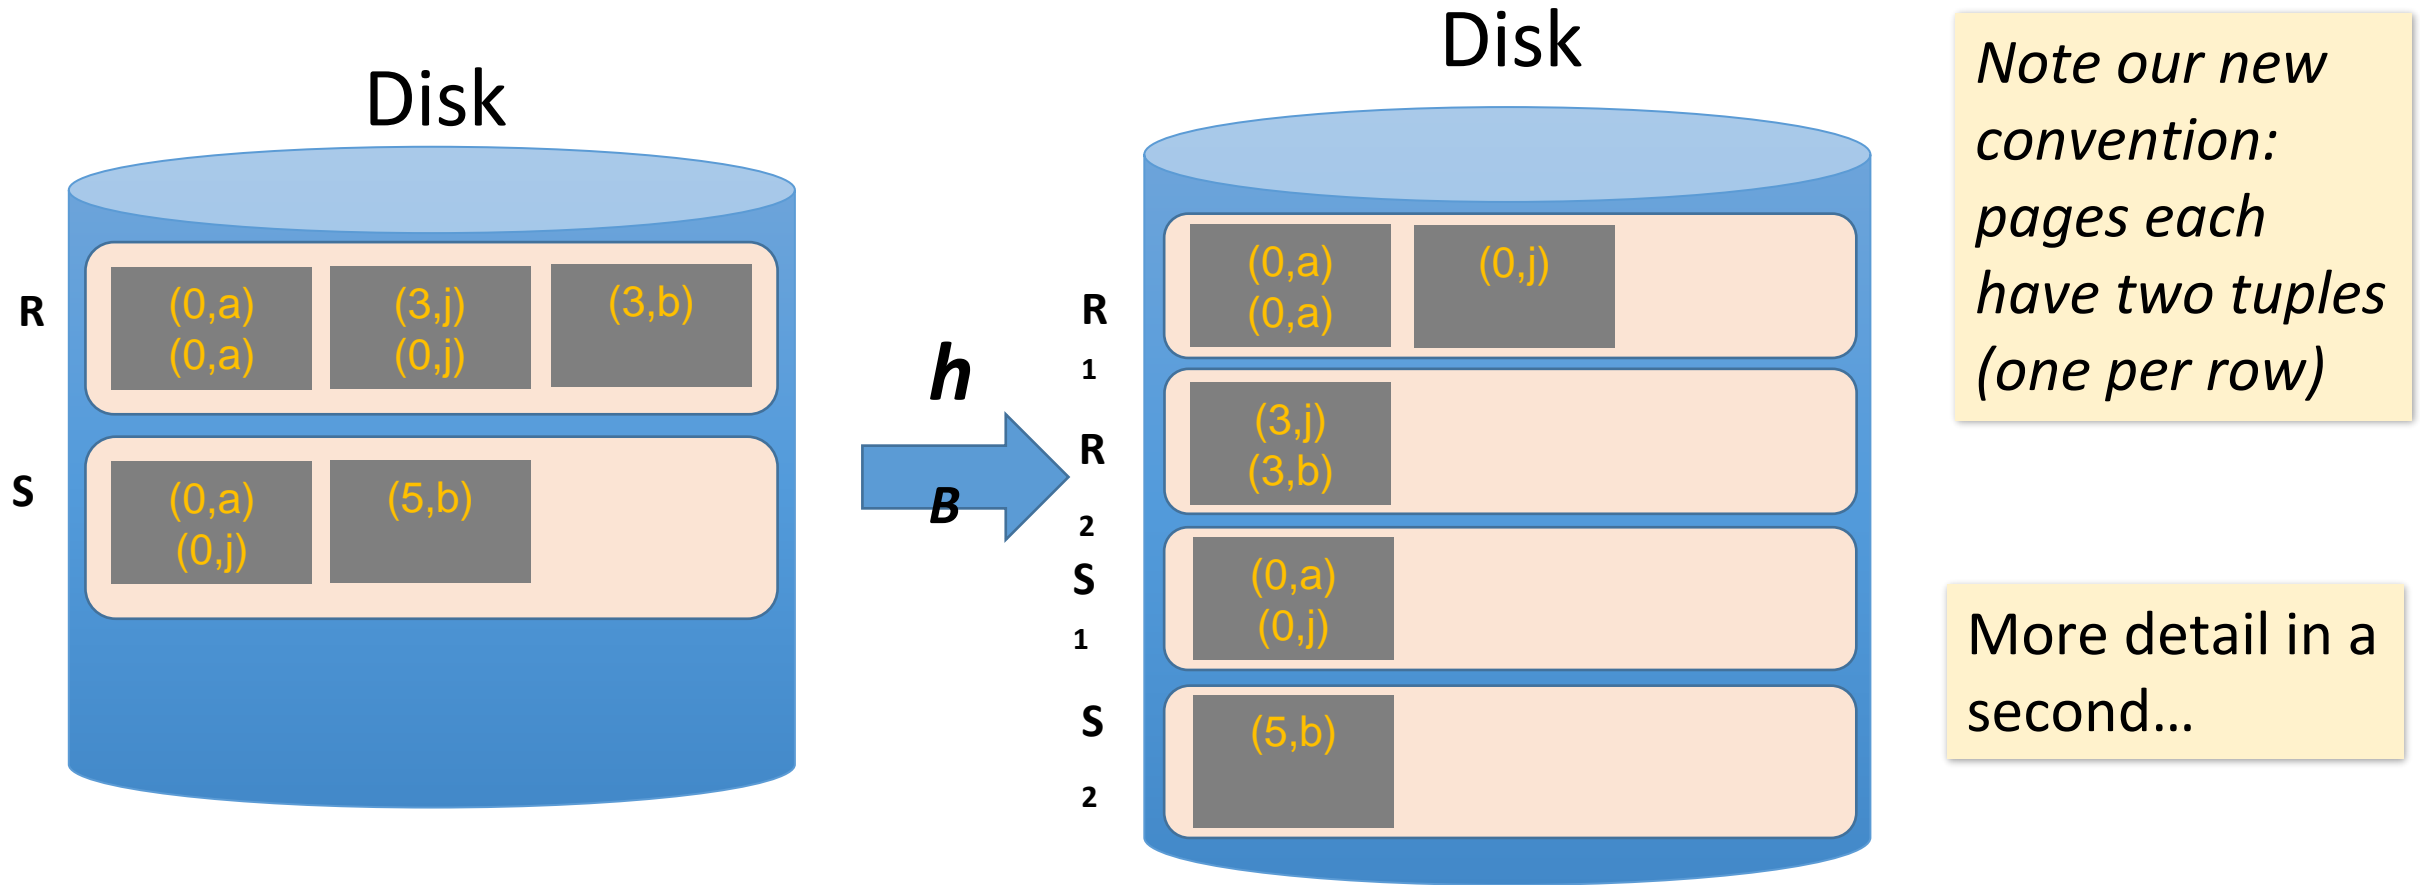 Disk
R
(0,a)
(0,a)
(3,j)
(0,j)
(3,b)
S
(0,a)
(0,j)
(5,b)
h
B
Disk
R
1
(0,a)
(0,a)
(0,j)
R
2
(3,j)
(3,b)
S
1
(0,a)
(0,j)
S
2
(5,b)
Note our new
convention:
pages each
have two tuples
(one per row)
More detail in a
second…